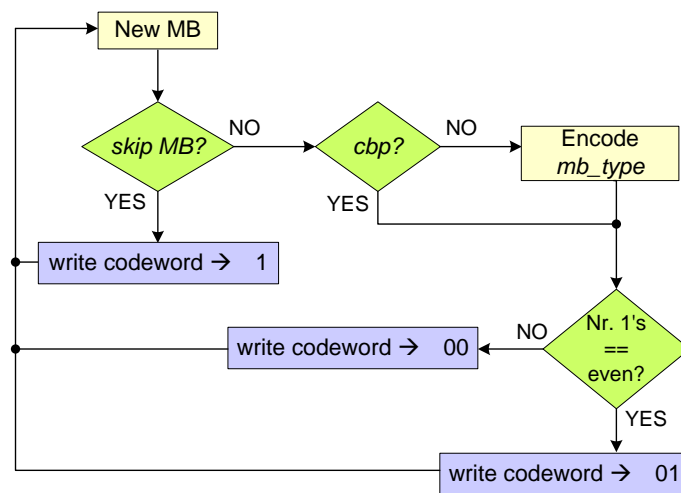 New MB
skip MB?
NO
cbp?
NO
Encode
mb_type
YES
YES
write codeword → 1
Nr. 1's
==
even?
NO
write codeword → 00
YES
write codeword → 01